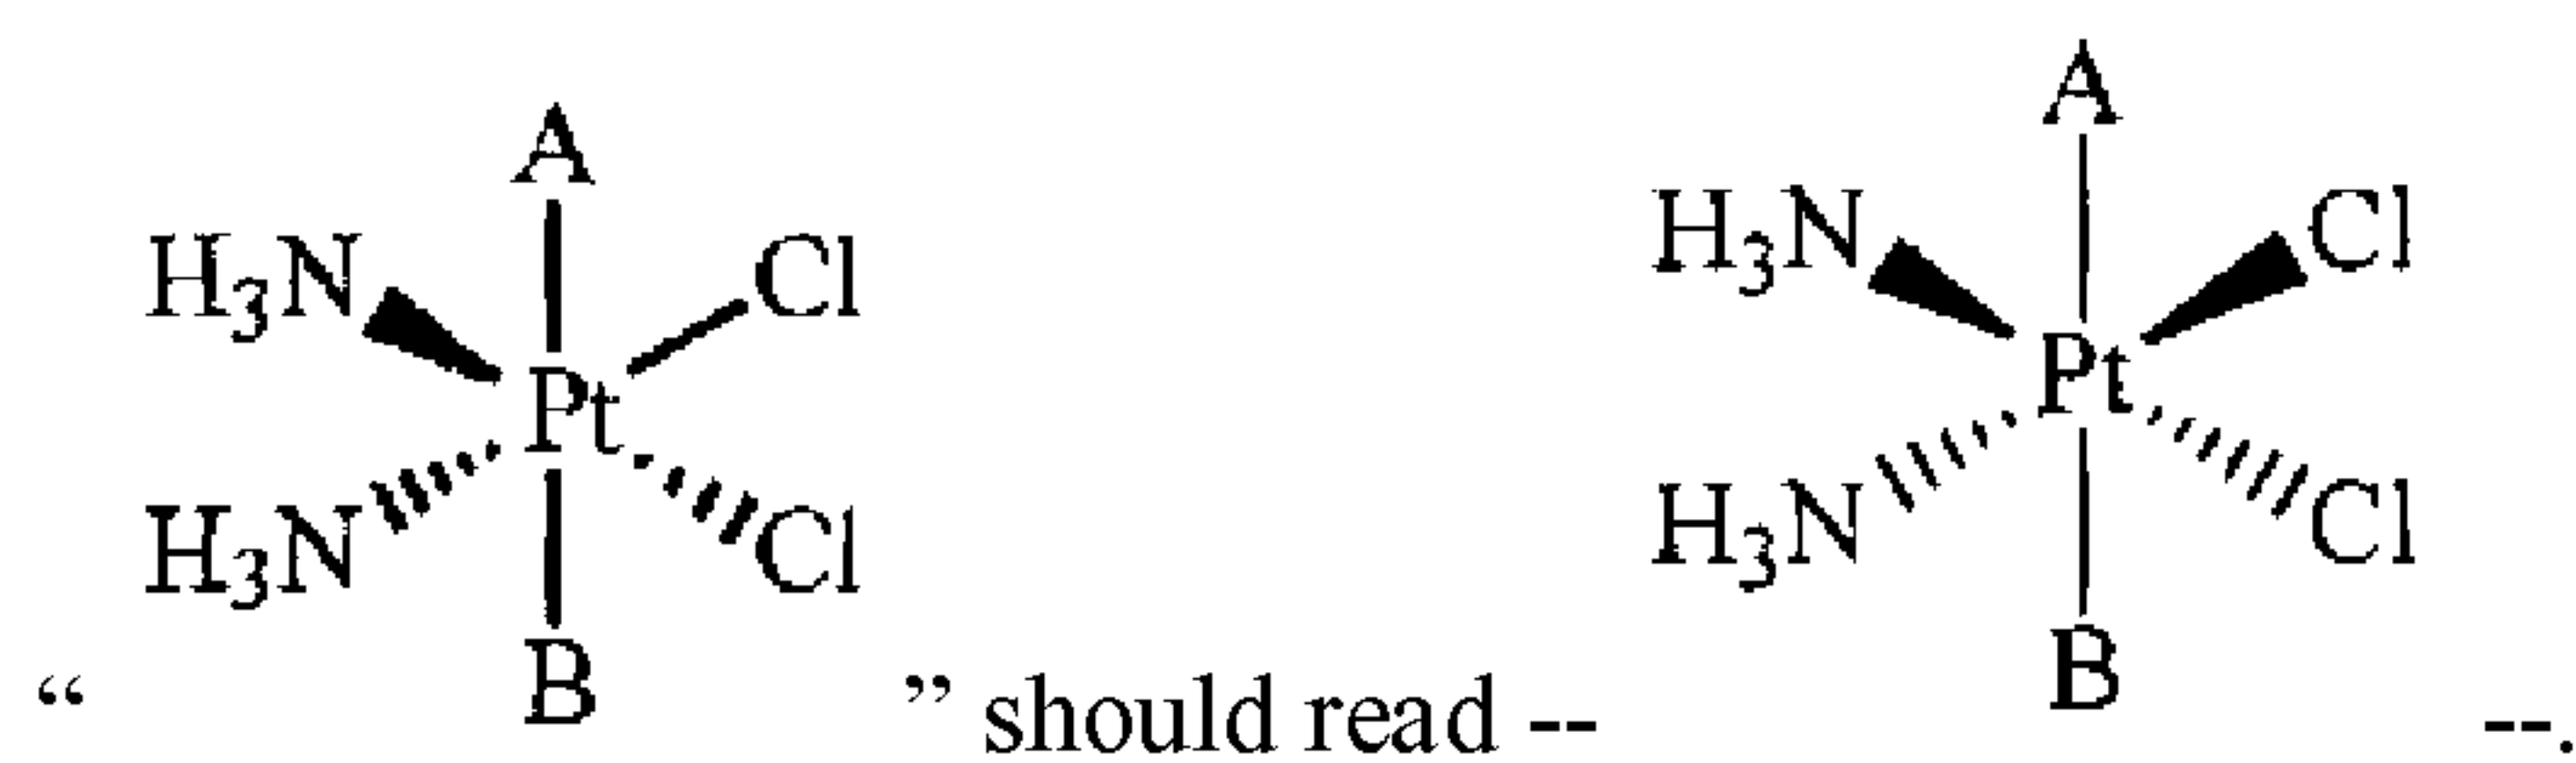 A A
H₃N Cl H₃N Cl
Pt Pt
H₃N Cl H₃N Cl
“ B ” should read -- B --.